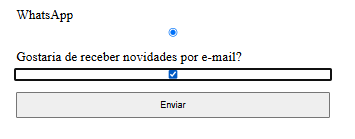 WhatsApp
Gostaria de receber novidades por e-mail?
Enviar